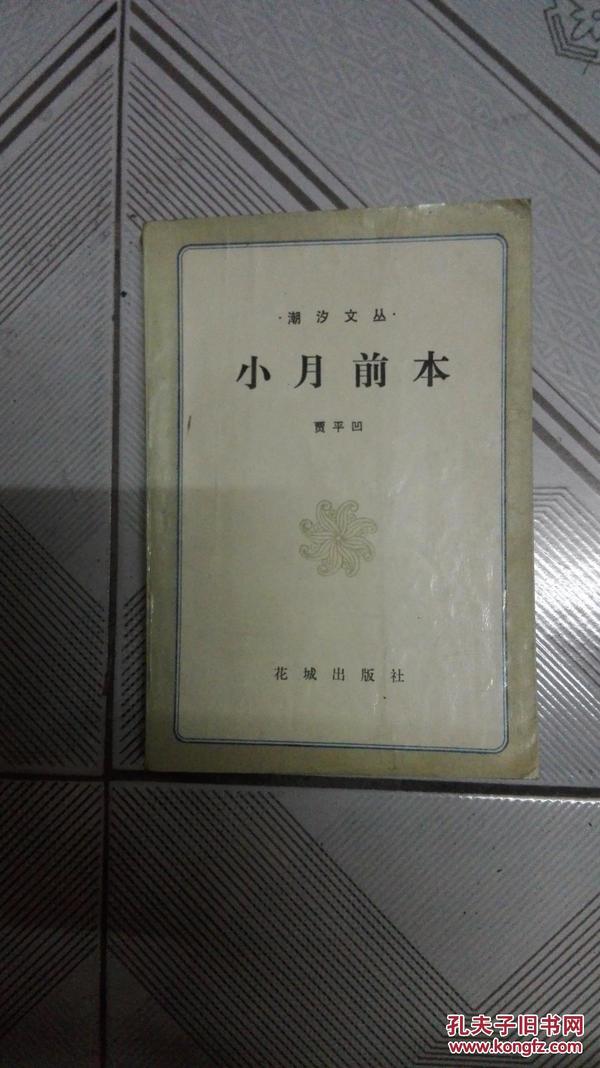 ·潮汐文丛·
小月前本
贾平凹
花城出版社
孔夫子旧书网
www.kongfz.com